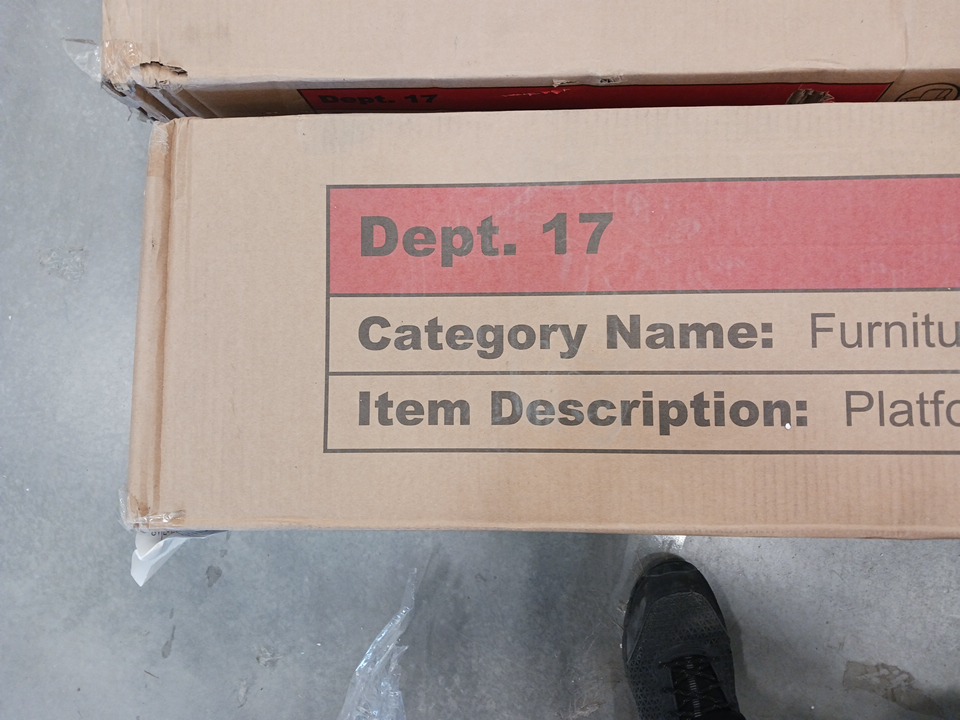 Dept. 17
Dept. 17
Category Name: Furnitu
Item Description: Platfo